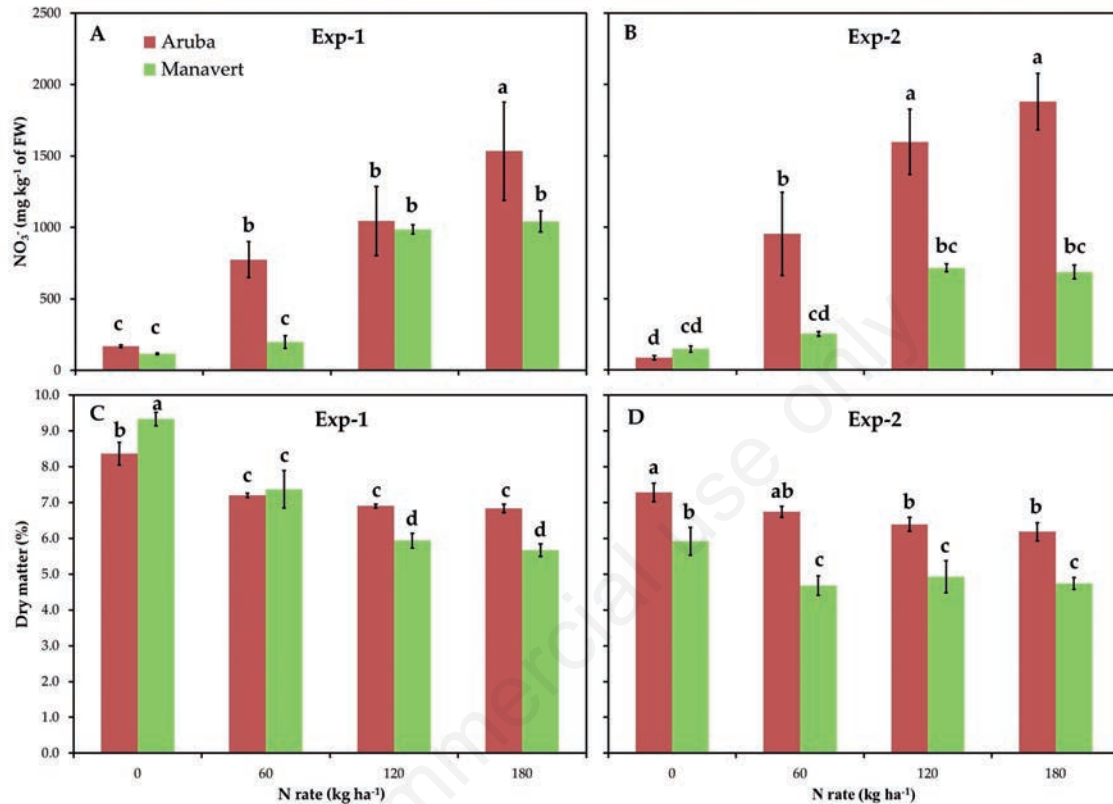 A
Exp-1
Aruba
Manavert
B
Exp-2
NO₃⁻ (mg kg⁻¹ of FW)
2500
2000
1500
1000
500
0
c c b c b b a b
d cd b cd a bc a bc
C
Exp-1
D
Exp-2
Dry matter (%)
10.0
9.0
8.0
7.0
6.0
5.0
4.0
3.0
2.0
1.0
0.0
b a c c c d c d
a b ab c b c b c
0 60 120 180
0 60 120 180
N rate (kg ha⁻¹)
N rate (kg ha⁻¹)
mmercial use only